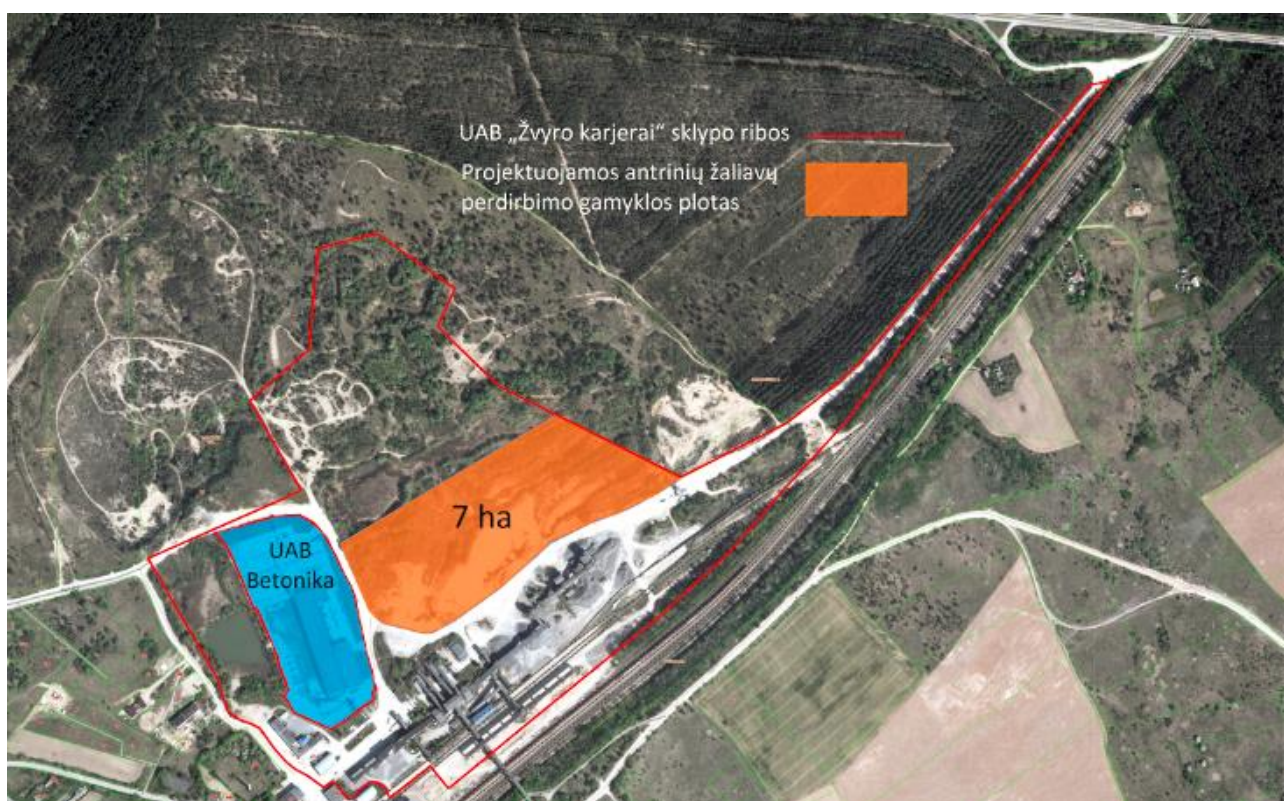 UAB „Žvyro karjerai“ sklypo ribos
Projektuojamos antrinių žaliavų
perdirbimo gamyklos plotas
7 ha
UAB
Betonika